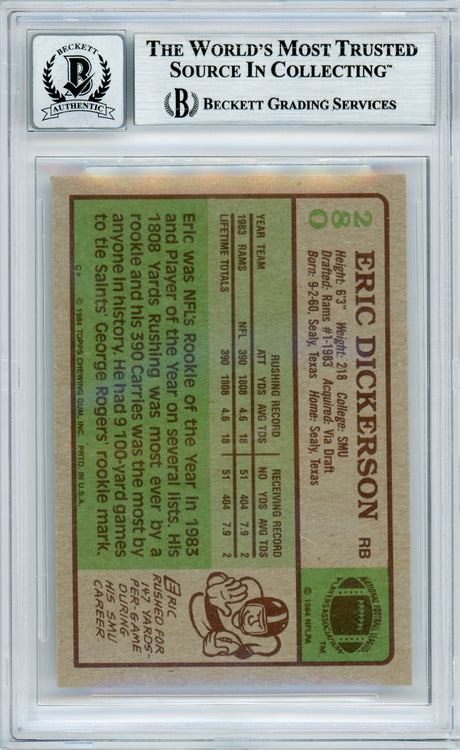 BECKETT
B
AUTHENTIC
THE WORLD'S MOST TRUSTED
SOURCE IN COLLECTING™
B BECKETT GRADING SERVICES
280
ERIC DICKERSON RB
Height: 6'3" Weight: 218 College: SMU
Drafted: Rams #1-1983 Acquired: Via Draft
Born: 9-2-60, Sealy, Texas Home: Sealy, Texas
NATIONAL FOOTBALL LEAGUE
PLAYERS ASSOCIATION
TM
© 1984 NFLPA
RUSHING RECORD RECEIVING RECORD
YEAR TEAM ATT YDS AVG TDS NO YDS AVG TDS
1983 RAMS NFL 390 1808 4.6 18 51 404 7.9 2
LIFETIME TOTALS 390 1808 4.6 18 51 404 7.9 2
Eric was NFL's Rookie of the Year in 1983
and Player of the Year on several lists. His
1808 Yards Rushing was most ever by a
rookie and his 390 Carries was the most by
anyone in history. He had 9 100-yard games
to tie Saints' George Rogers' rookie mark.
ERIC
RUSHED FOR
147 YARDS-
PER-GAME
DURING
HIS SMU
CAREER
© 1984 TOPPS CHEWING GUM, INC. PRTD. IN U.S.A.